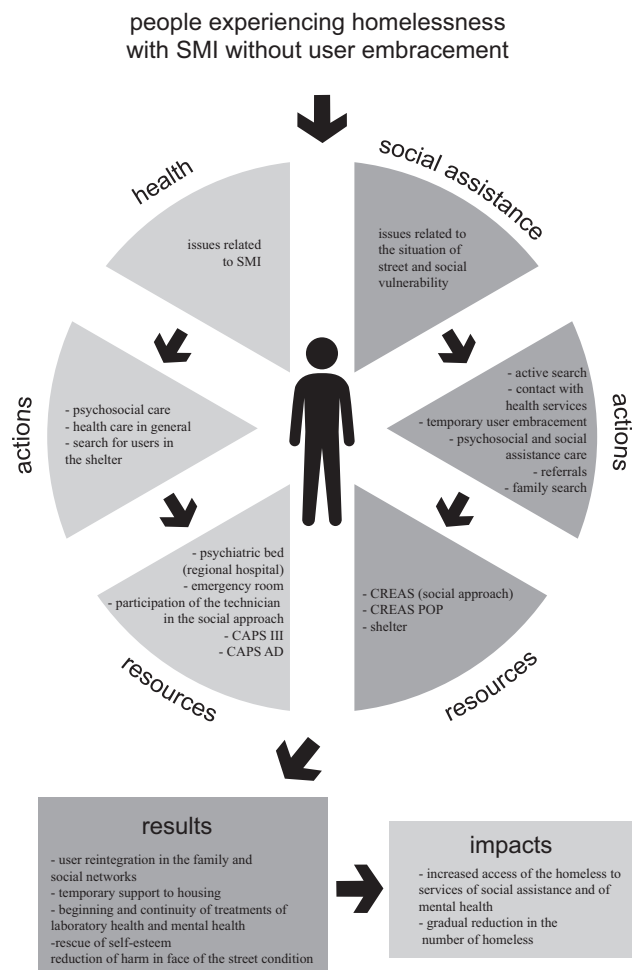 people experiencing homelessness
with SMI without user embracement
health
social assistance
issues related
to SMI
issues related to
the situation of
street and social
vulnerability
actions
- psychosocial care
- health care in general
- search for users in
the shelter
- active search
- contact with
health services
- temporary user embracement
- psychosocial and social
assistance care
- referrals
- family search
actions
- psychiatric bed
(regional hospital)
- emergency room
- participation of the technician
in the social approach
- CAPS III
- CAPS AD
- CREAS (social approach)
- CREAS POP
- shelter
resources
resources
results
- user reintegration in the family and
social networks
- temporary support to housing
- beginning and continuity of treatments of
laboratory health and mental health
-rescue of self-esteem
reduction of harm in face of the street condition
impacts
- increased access of the homeless to
services of social assistance and of
mental health
- gradual reduction in the
number of homeless